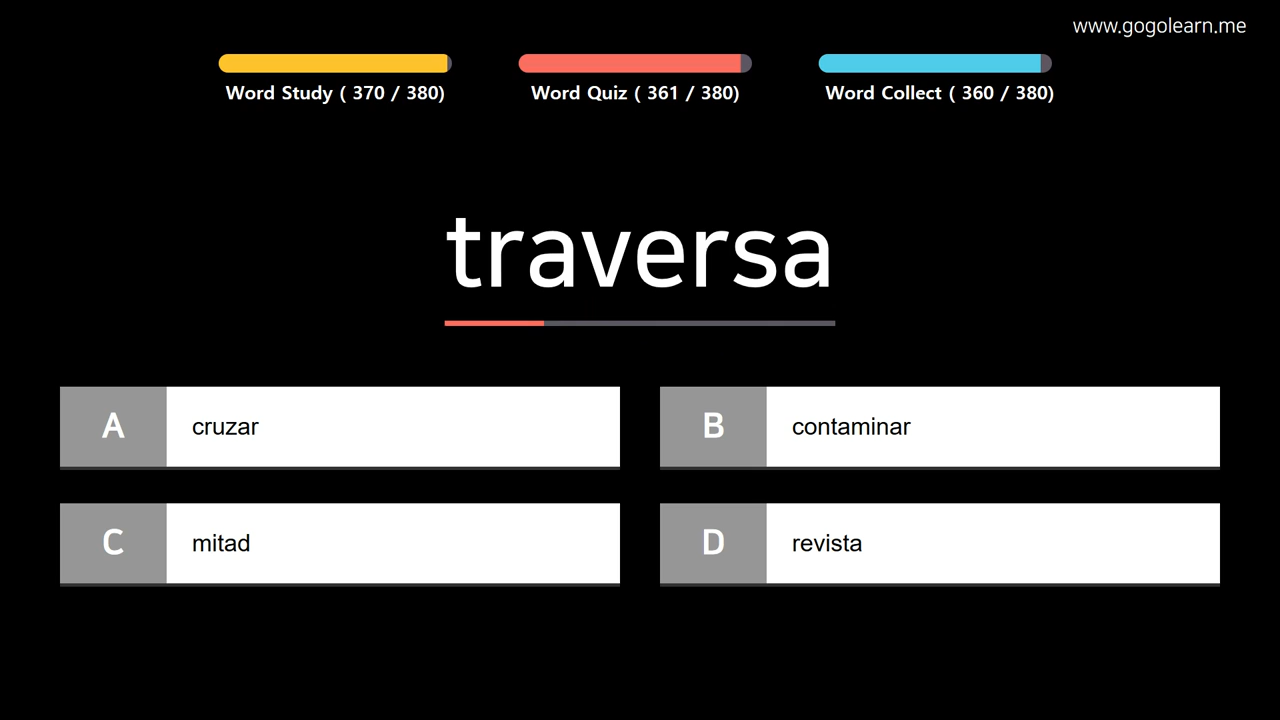 www.gogolearn.me
Word Study ( 370 / 380)
Word Quiz ( 361 / 380)
Word Collect ( 360 / 380)
traversa
A cruzar
B contaminar
C mitad
D revista